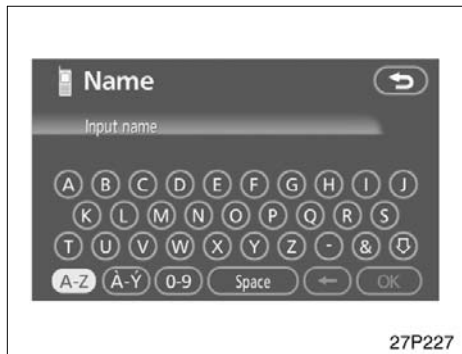 Name
Input name
A B C D E F G H I J
K L M N O P Q R S
T U V W X Y Z - &
A-Z À-Ý 0-9 Space ← OK
27P227